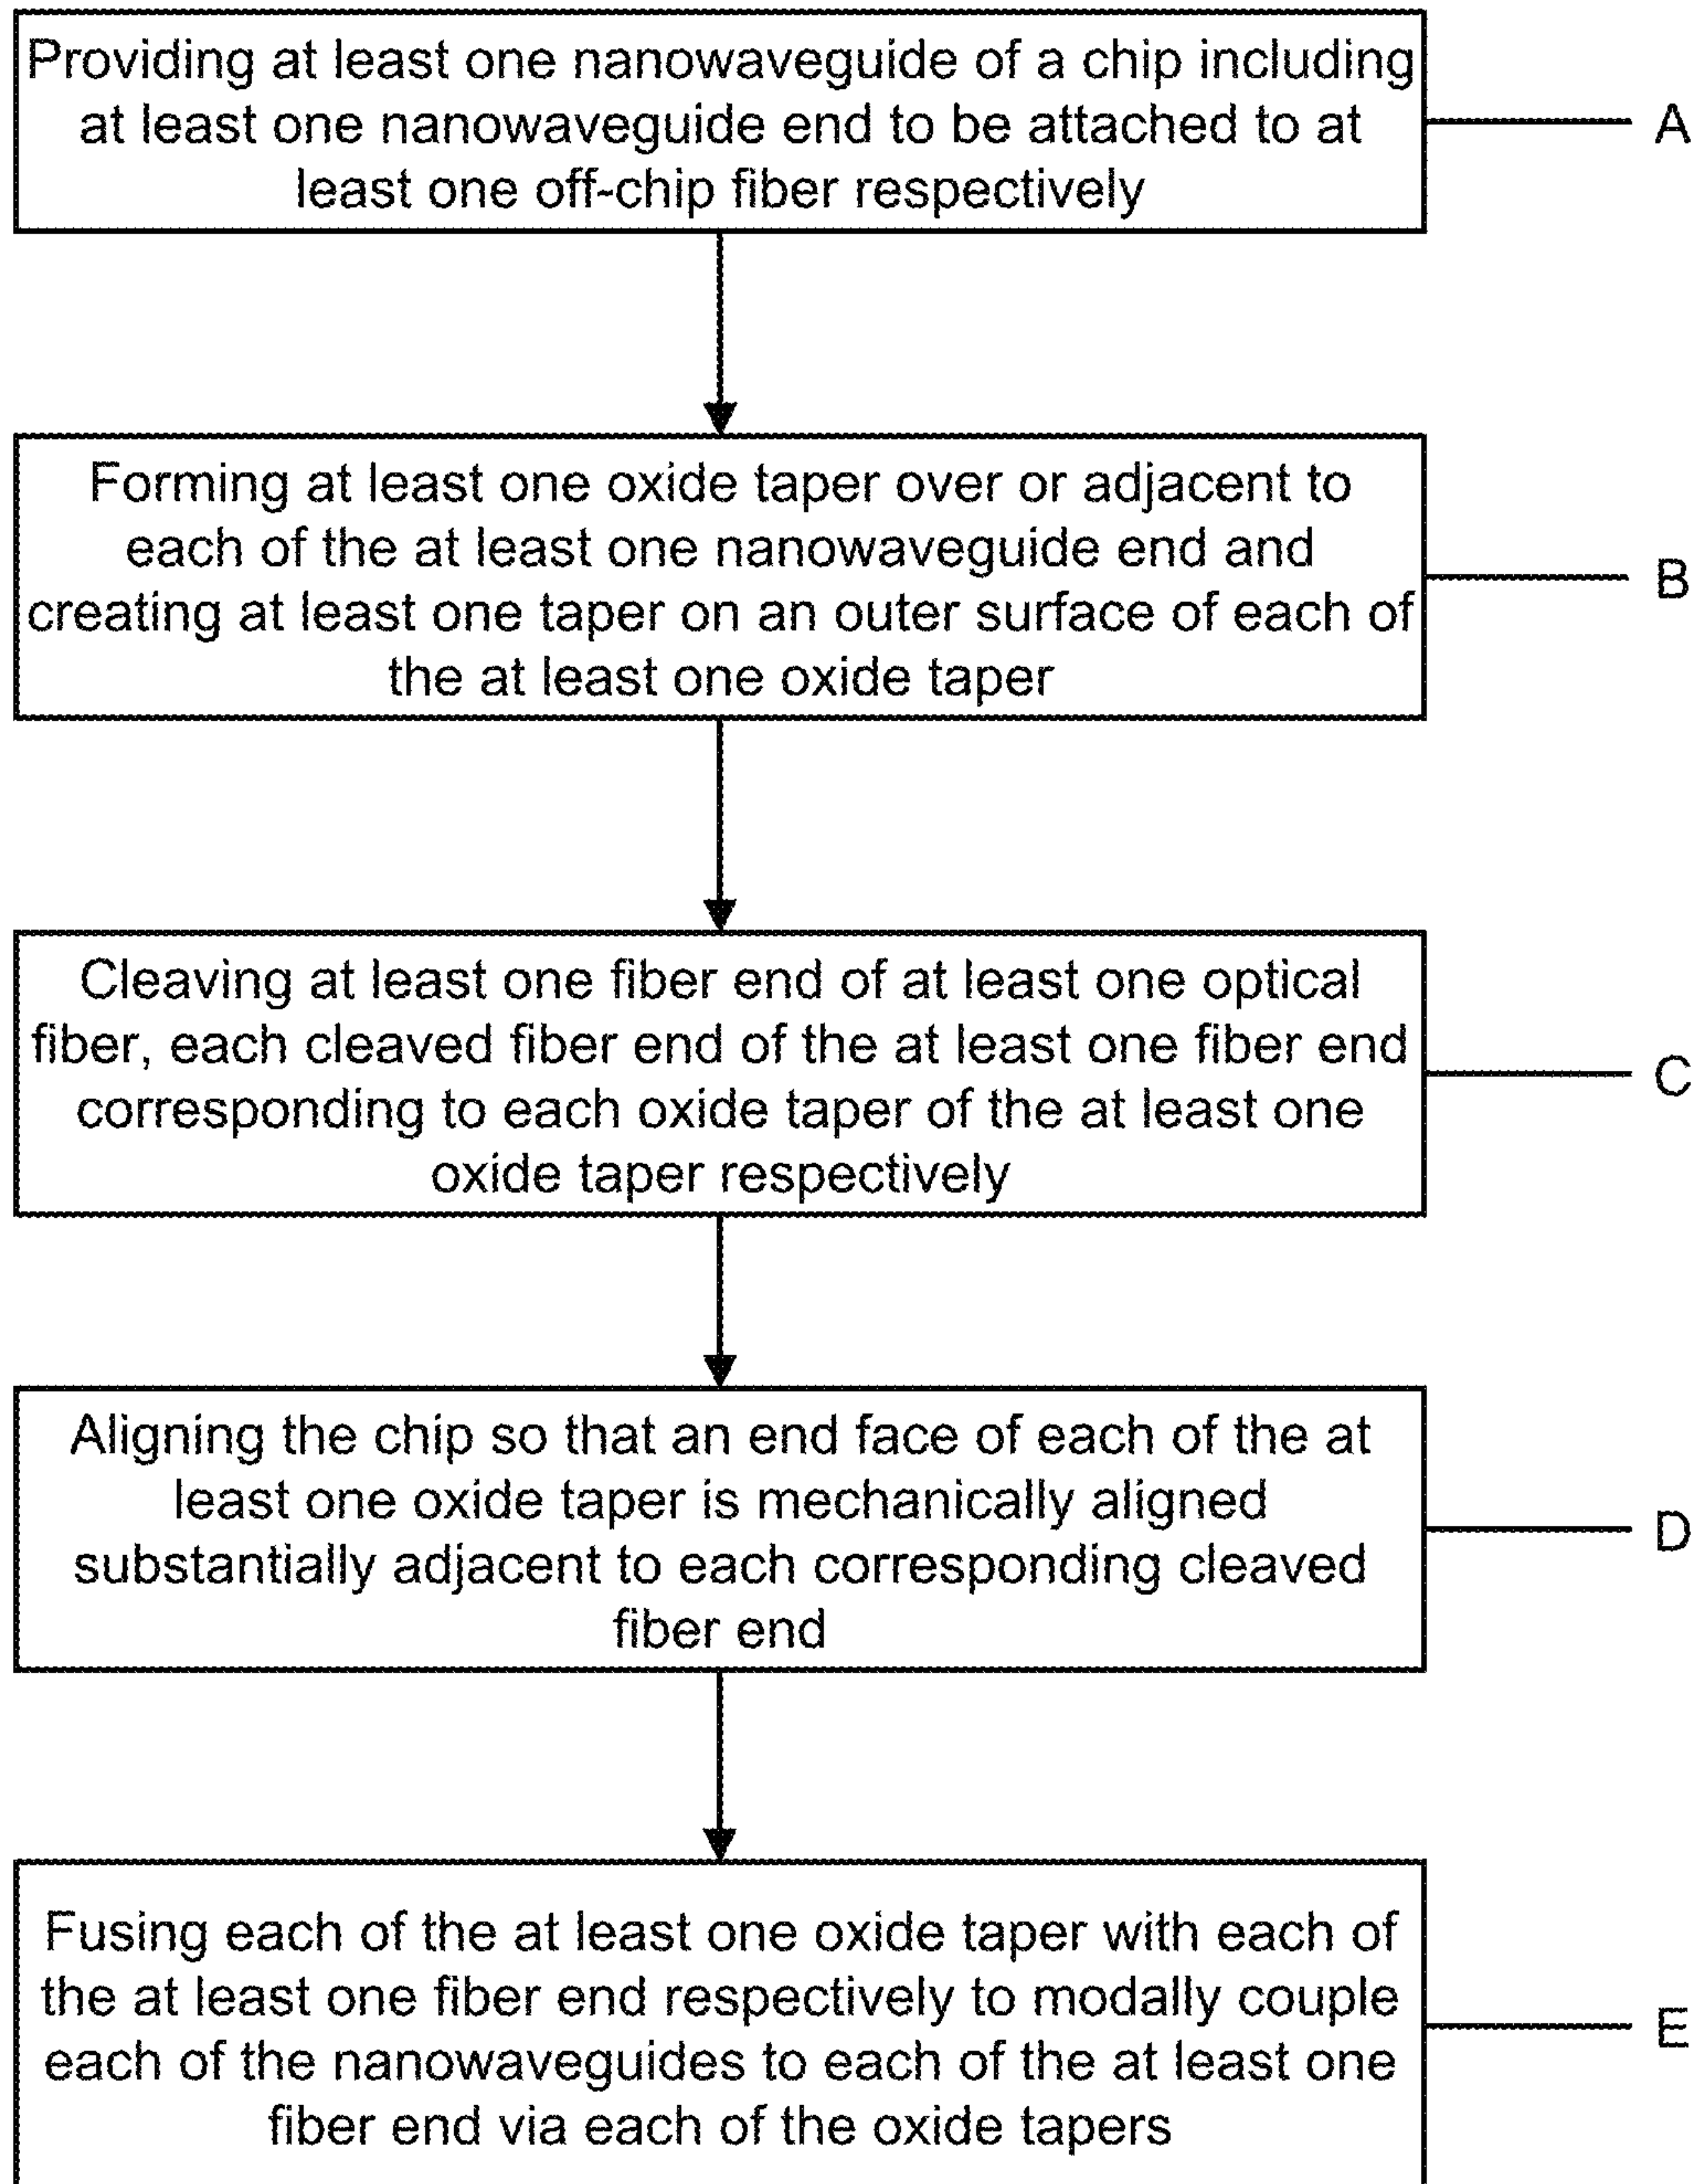 Providing at least one nanowaveguide of a chip including
at least one nanowaveguide end to be attached to at
least one off-chip fiber respectively
A
Forming at least one oxide taper over or adjacent to
each of the at least one nanowaveguide end and
creating at least one taper on an outer surface of each of
the at least one oxide taper
B
Cleaving at least one fiber end of at least one optical
fiber, each cleaved fiber end of the at least one fiber end
corresponding to each oxide taper of the at least one
oxide taper respectively
C
Aligning the chip so that an end face of each of the at
least one oxide taper is mechanically aligned
substantially adjacent to each corresponding cleaved
fiber end
D
Fusing each of the at least one oxide taper with each of
the at least one fiber end respectively to modally couple
each of the nanowaveguides to each of the at least one
fiber end via each of the oxide tapers
E